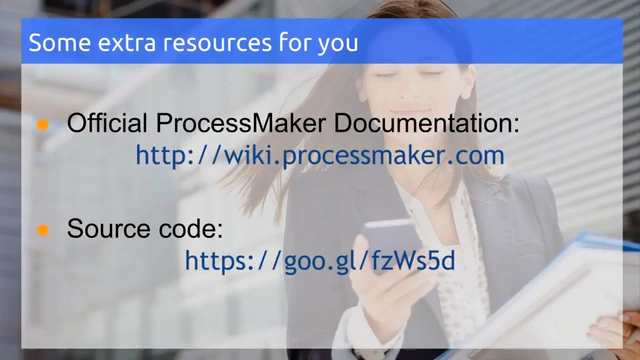 Some extra resources for you
● Official ProcessMaker Documentation:
http://wiki.processmaker.com
● Source code:
https://goo.gl/fzWs5d